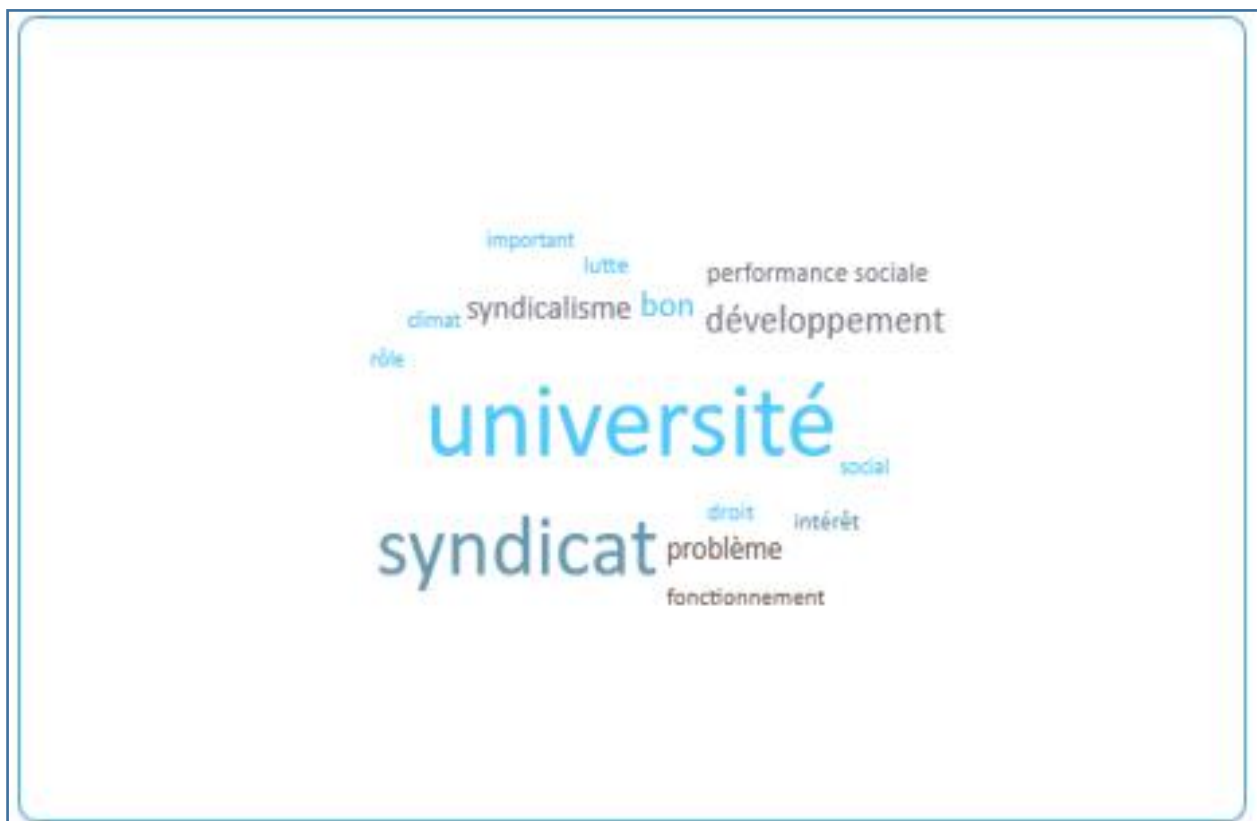 important
lutte
performance sociale
climat syndicalisme bon développement
rôle
université
social
droit intérêt
syndicat problème
fonctionnement